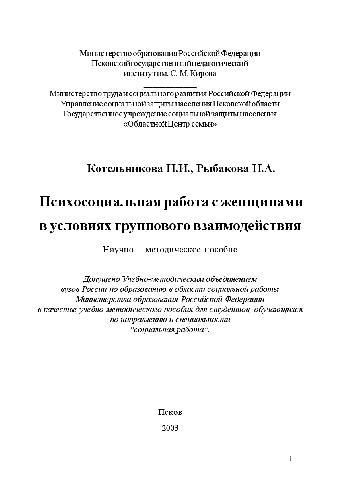 Министерство образования Российской Федерации
Псковский государственный педагогический
институт им. С. М. Кирова
Министерство труда и социального развития Российской Федерации
Управление социальной защиты населения Псковской области
Государственное учреждение социальной защиты населения
«Областной Центр семьи»
Котельникова Н.Н., Рыбакова Н.А.
Психосоциальная работа с женщинами
в условиях группового взаимодействия
Научно – методическое пособие
Допущено Учебно-методическим объединением
вузов России по образованию в области социальной работы
Министерства образования Российской Федерации
в качестве учебно-методического пособия для студентов, обучающихся
по направлению и специальности
"социальная работа".
Псков
2003
1